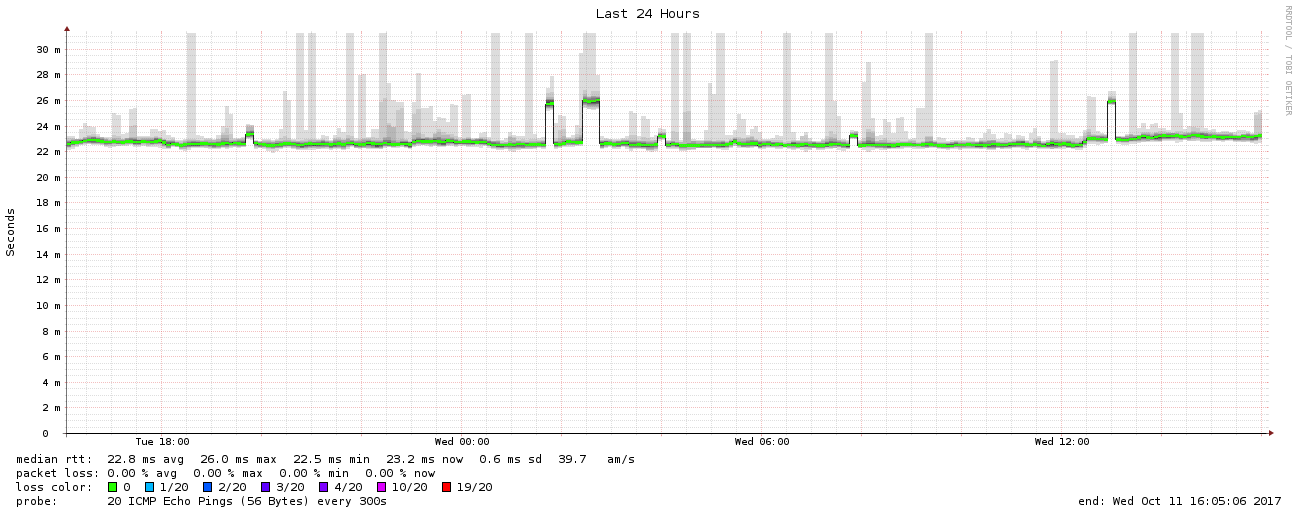 Last 24 Hours
RRDTOOL / TOBI OETIKER
Seconds
30 m
28 m
26 m
24 m
22 m
20 m
18 m
16 m
14 m
12 m
10 m
8 m
6 m
4 m
2 m
0
Tue 18:00 Wed 00:00 Wed 06:00 Wed 12:00
median rtt: 22.8 ms avg 26.0 ms max 22.5 ms min 23.2 ms now 0.6 ms sd 39.7 am/s
packet loss: 0.00 % avg 0.00 % max 0.00 % min 0.00 % now
loss color: 0 1/20 2/20 3/20 4/20 10/20 19/20
probe: 20 ICMP Echo Pings (56 Bytes) every 300s end: Wed Oct 11 16:05:06 2017